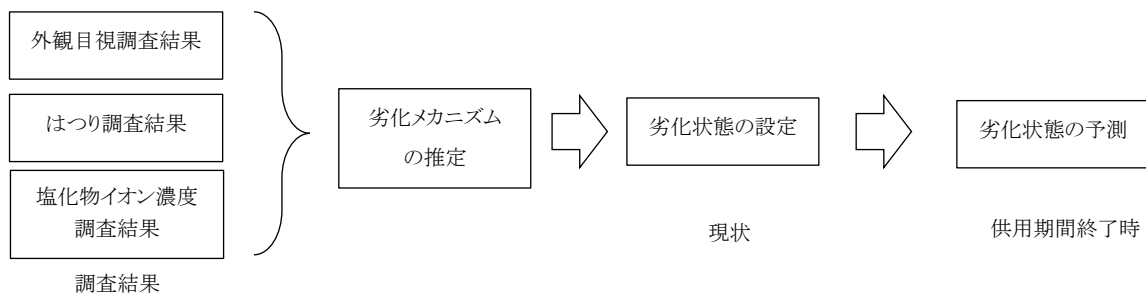 外観目視調査結果
はつり調査結果
塩化物イオン濃度
調査結果
調査結果
劣化メカニズム
の推定
劣化状態の設定
現状
劣化状態の予測
供用期間終了時